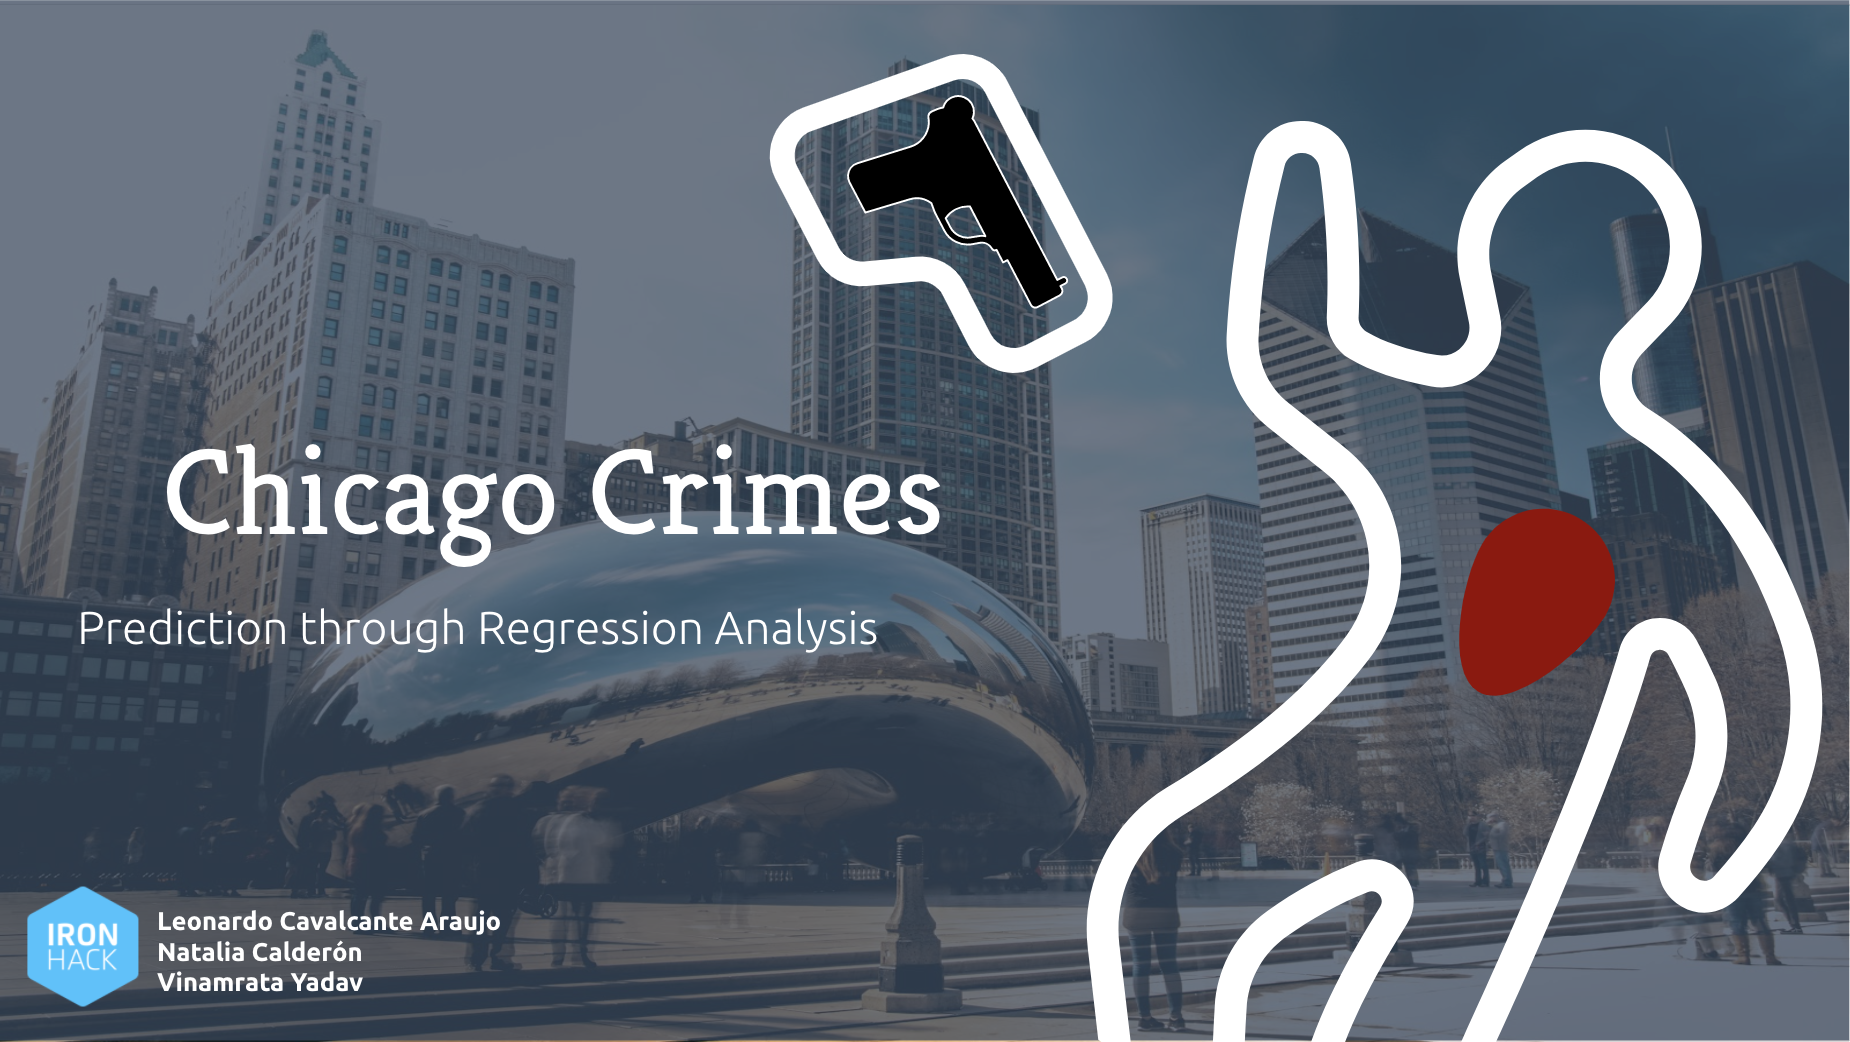 Chicago Crimes
Prediction through Regression Analysis
IRON
HACK
Leonardo Cavalcante Araujo
Natalia Calderón
Vinamrata Yadav